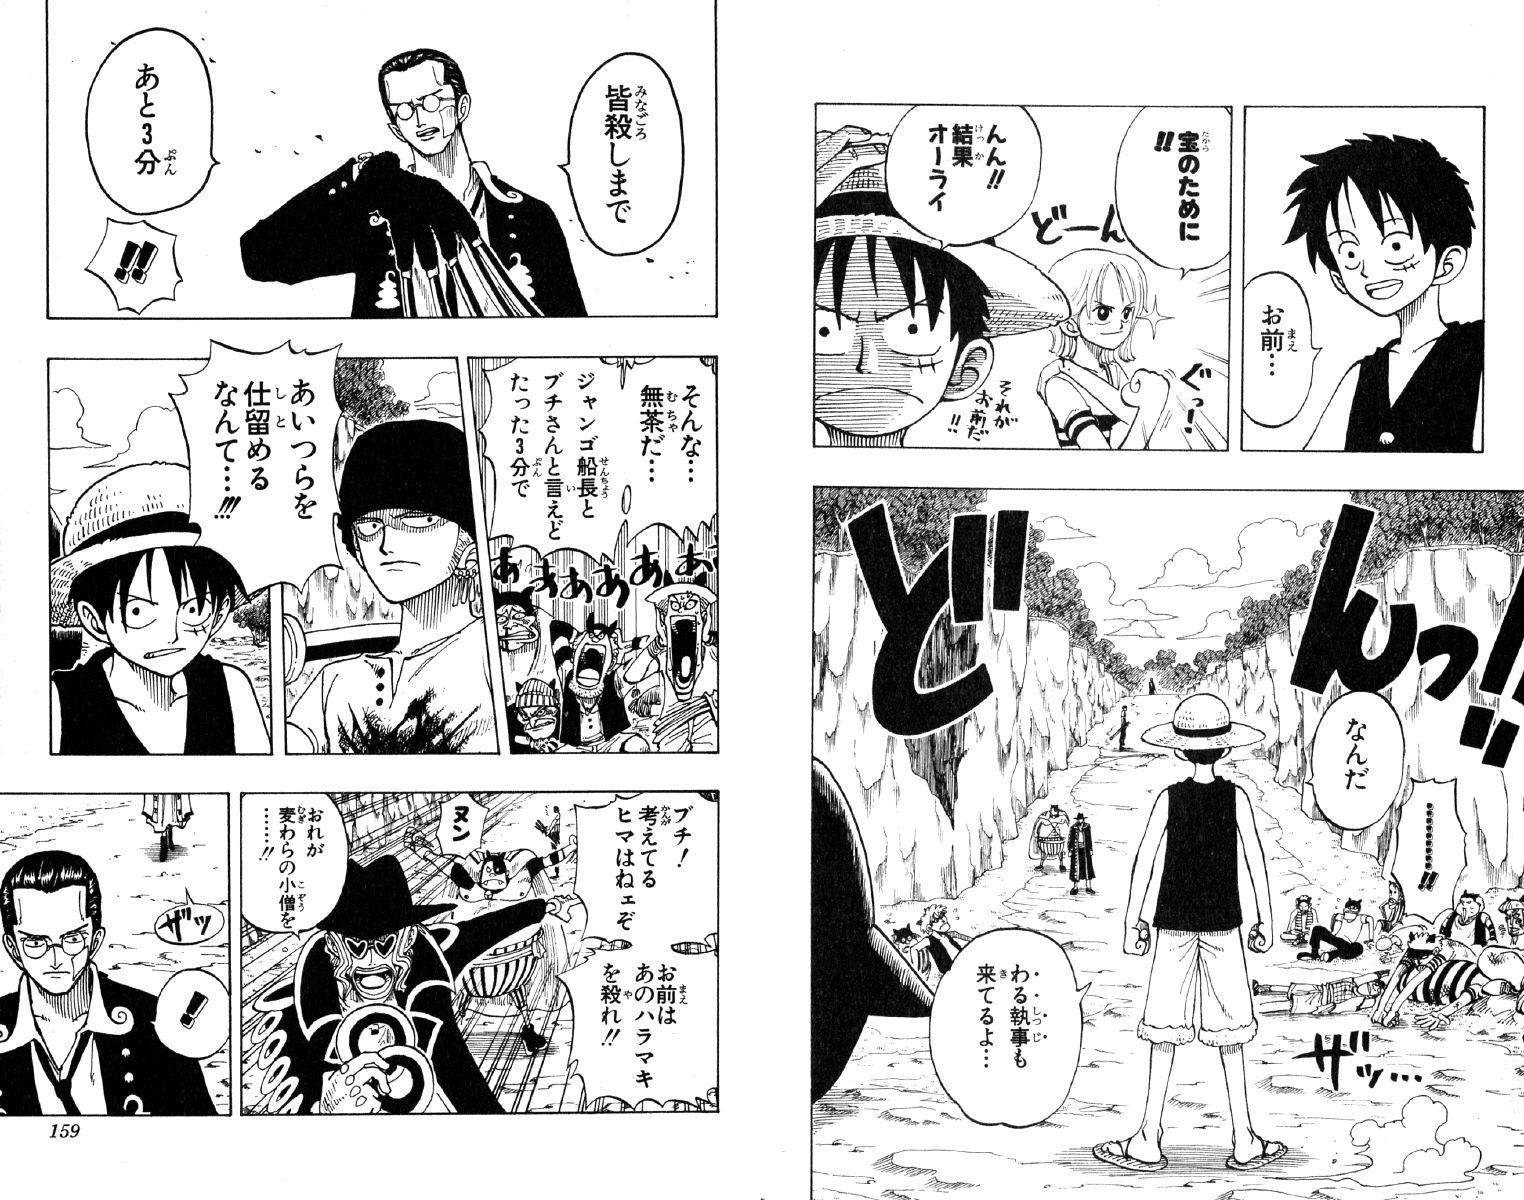 お前…
宝のために
!!
んん!!
結果
オーライ
どーん
ぐっ!
それが
お前だ
!!
どんっ!!
なんだ
…………!!
わる執事も
来てるよ…
ザッ…
皆殺しまで
あと3分
!!
そんな…
無茶だ…
ジャンゴ船長と
ブチさんと言えど
たった3分で
あああああああ
あいつらを
仕留める
なんて…!!!
ブチ!
考えてる
ヒマはねェぞ
お前は
あのハラマキ
を殺れ!!
ヌン
おれが
麦わらの小僧を
……!!
ザッ
!!
159